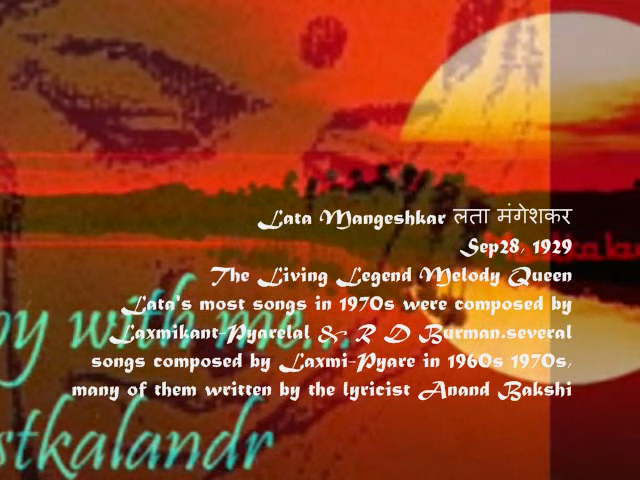 Lata Mangeshkar लता मंगेशकर
Sep28, 1929
The Living Legend Melody Queen
Lata's most songs in 1970s were composed by
Laxmikant-Pyarelal & R D Burman.several
songs composed by Laxmi-Pyare in 1960s 1970s,
many of them written by the lyricist Anand Bakshi
with me ...
stkalandr